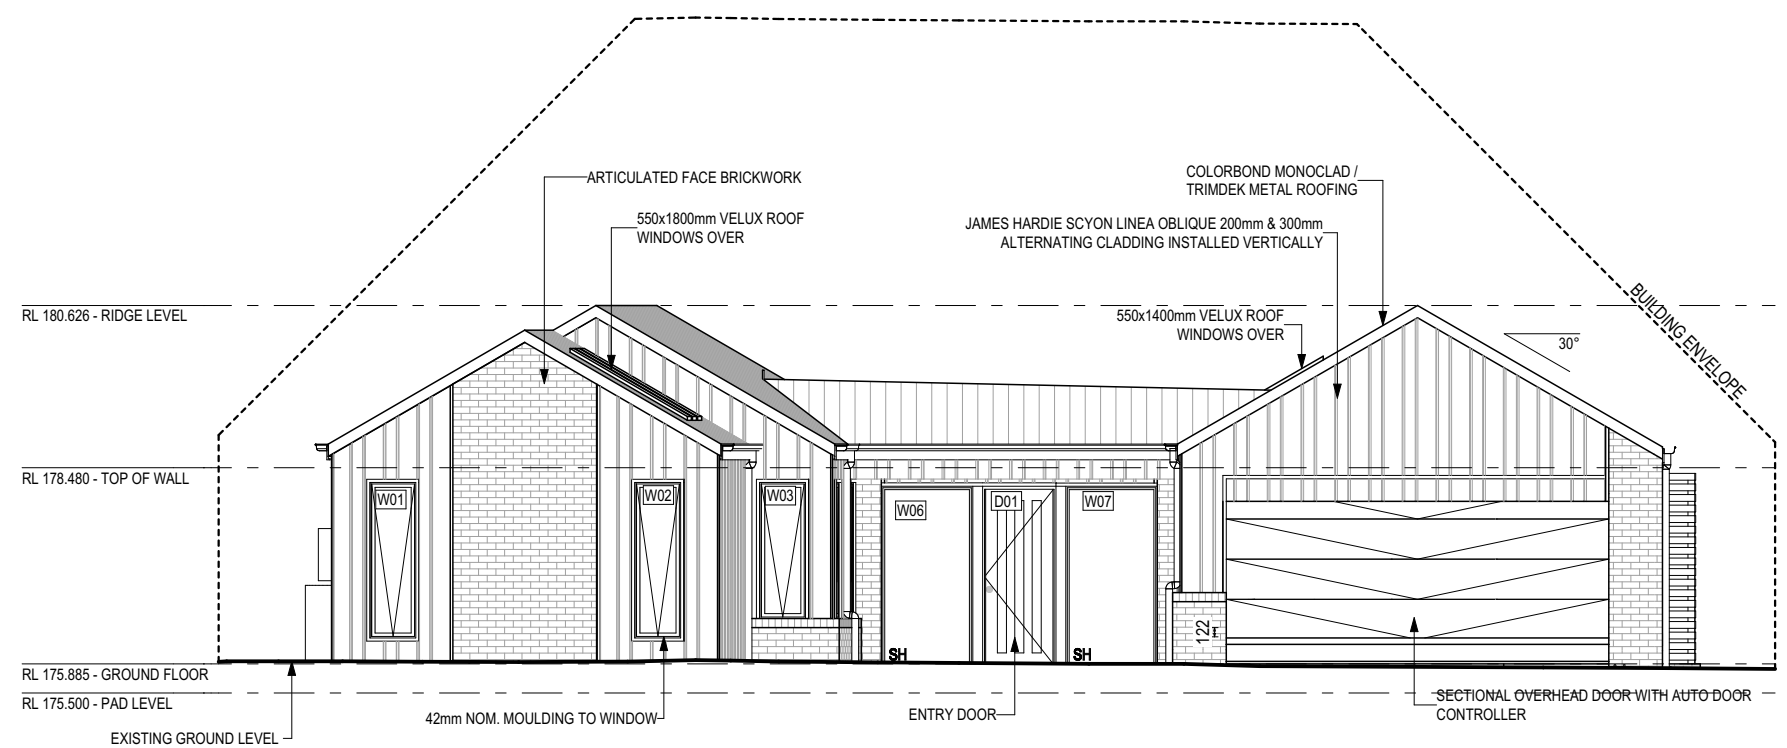 ARTICULATED FACE BRICKWORK
550x1800mm VELUX ROOF
WINDOWS OVER
COLORBOND MONOCLAD /
TRIMDEK METAL ROOFING
JAMES HARDIE SCYON LINEA OBLIQUE 200mm & 300mm
ALTERNATING CLADDING INSTALLED VERTICALLY
BUILDING ENVELOPE
RL 180.626 - RIDGE LEVEL
550x1400mm VELUX ROOF
WINDOWS OVER
30°
RL 178.480 - TOP OF WALL
W01
W02
W03
W06
D01
W07
122
SH
SH
RL 175.885 - GROUND FLOOR
RL 175.500 - PAD LEVEL
42mm NOM. MOULDING TO WINDOW
ENTRY DOOR
SECTIONAL OVERHEAD DOOR WITH AUTO DOOR
CONTROLLER
EXISTING GROUND LEVEL